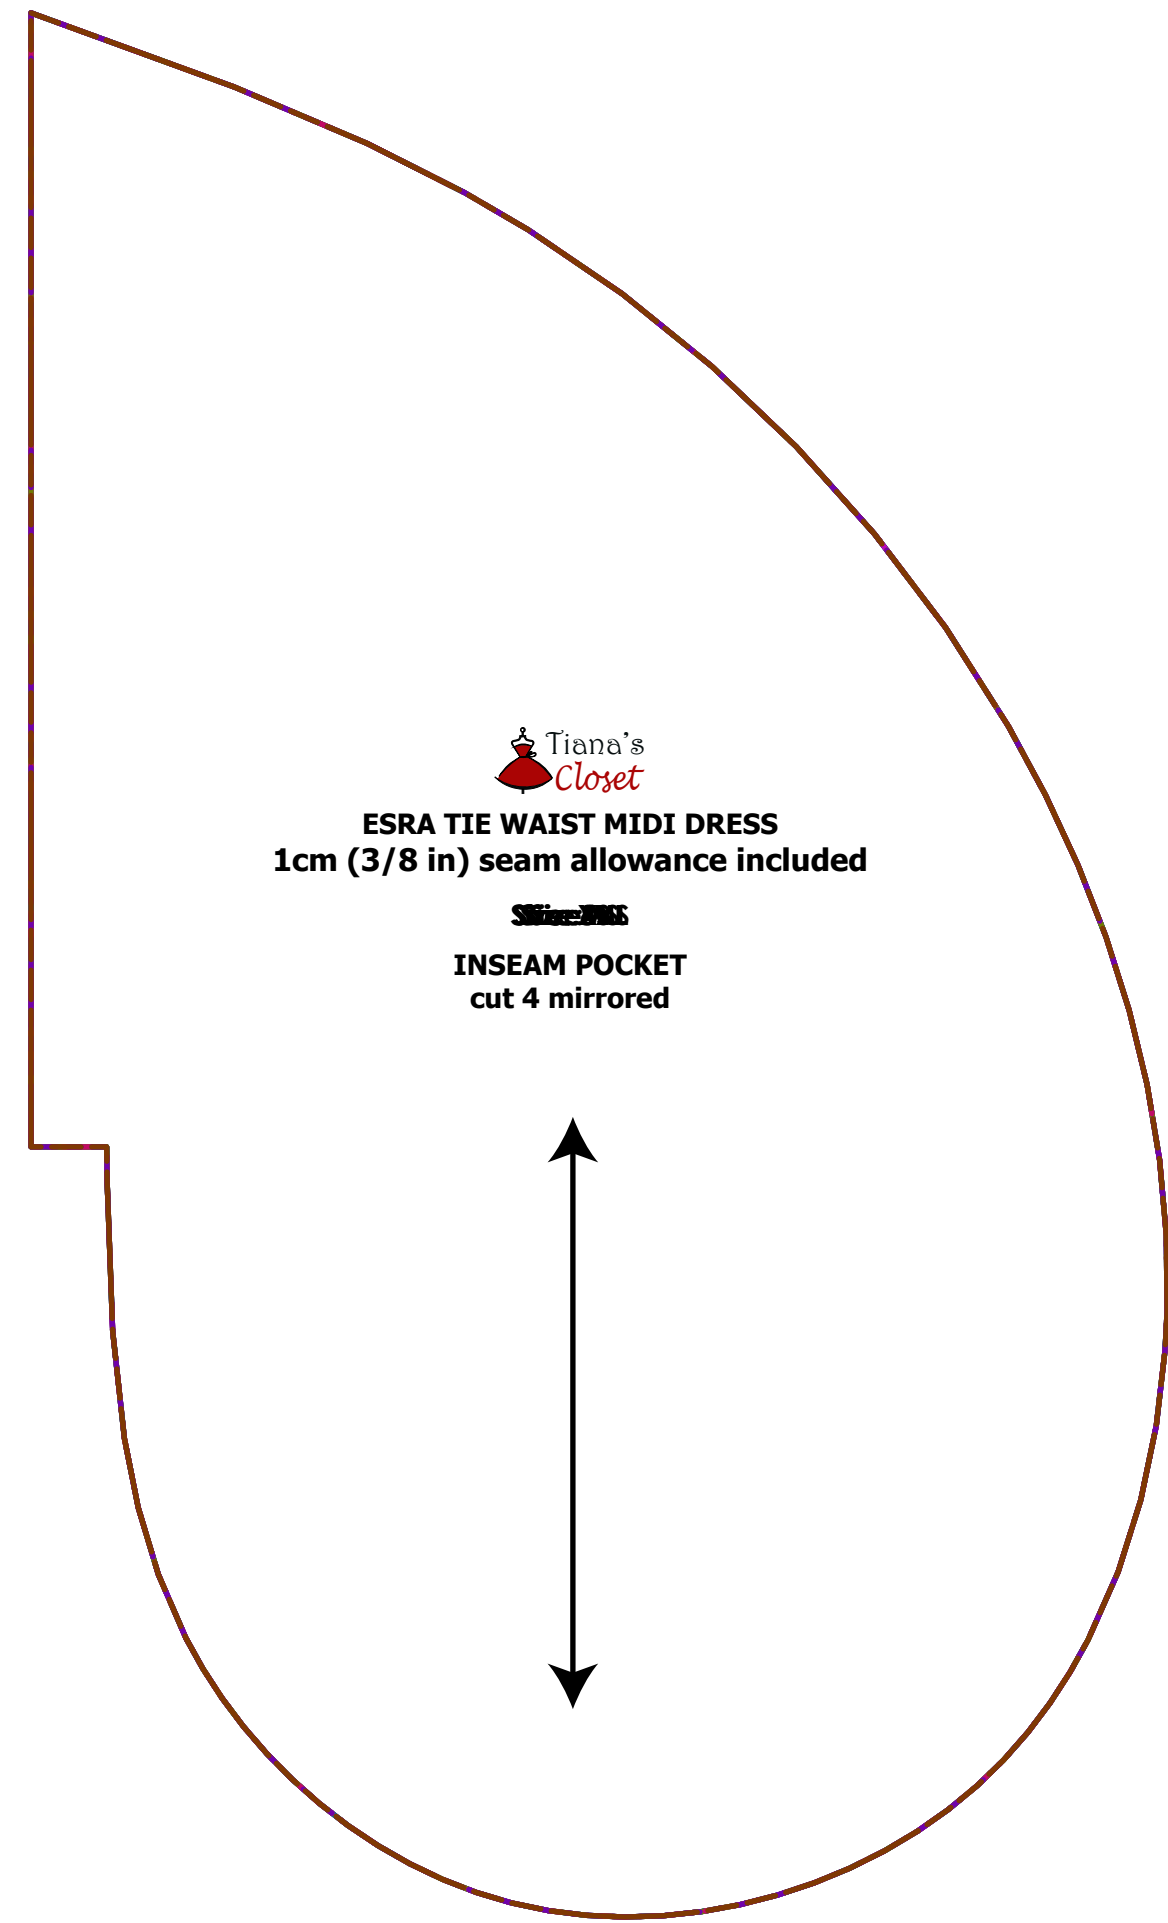 Tiana's
Closet
ESRA TIE WAIST MIDI DRESS
1cm (3/8 in) seam allowance included
INSEAM POCKET
cut 4 mirrored